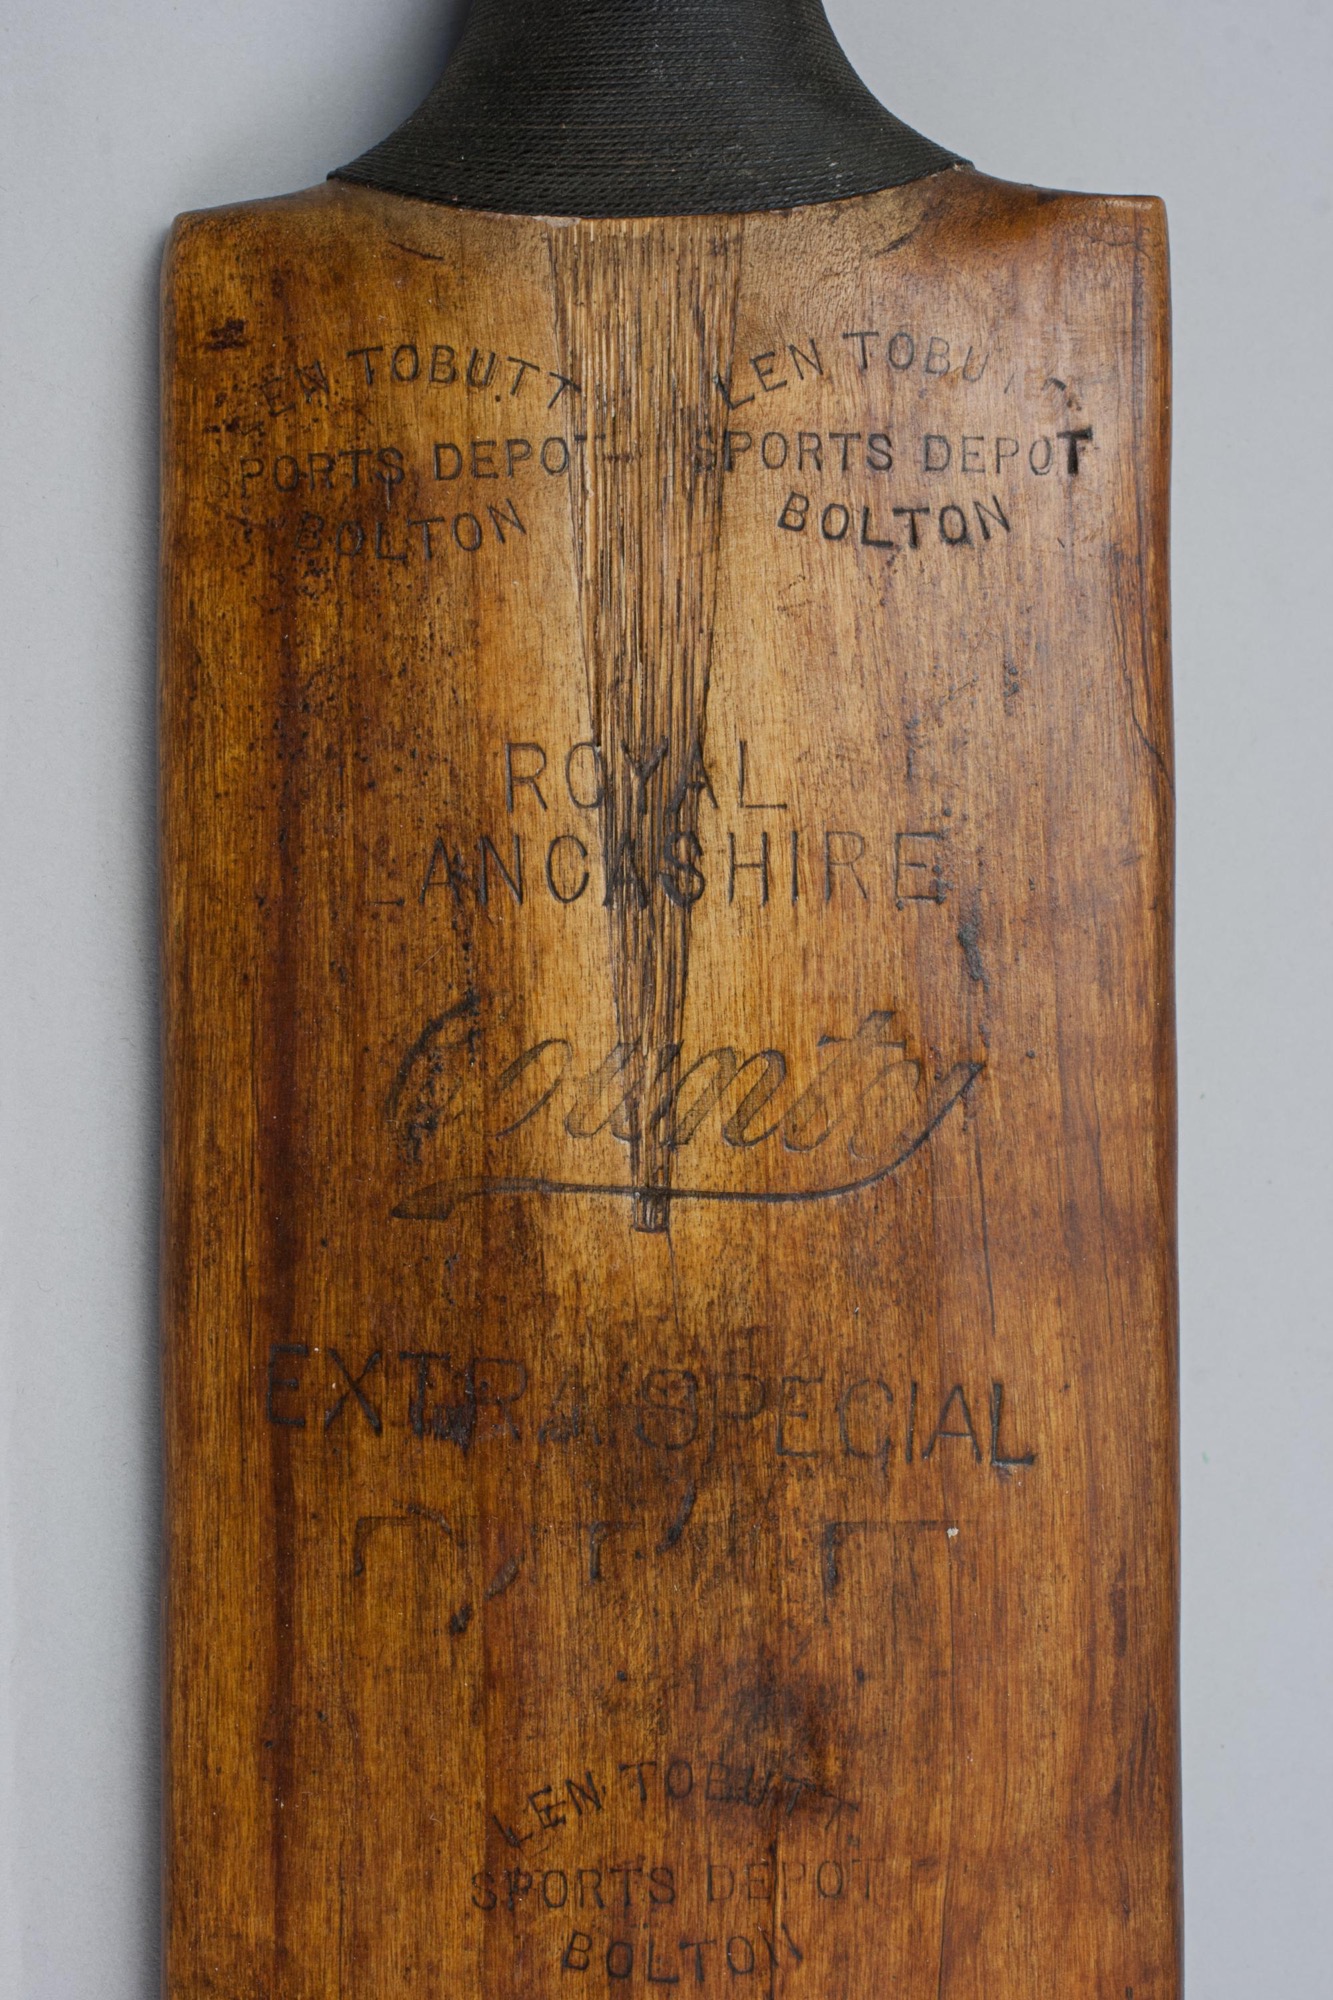 LEN TOBUTT
SPORTS DEPOT
BOLTON
LEN TOBUTT
SPORTS DEPOT
BOLTON
ROYAL
LANCASHIRE
County
EXTRA SPECIAL
LEN TOBUTT
SPORTS DEPOT
BOLTON